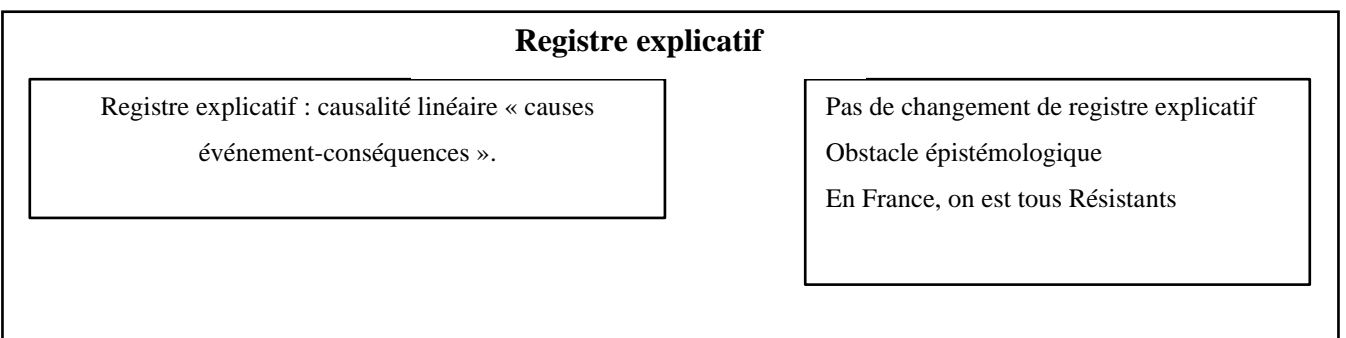 Registre explicatif
Registre explicatif : causalité linéaire « causes
événement-conséquences ».
Pas de changement de registre explicatif
Obstacle épistémologique
En France, on est tous Résistants